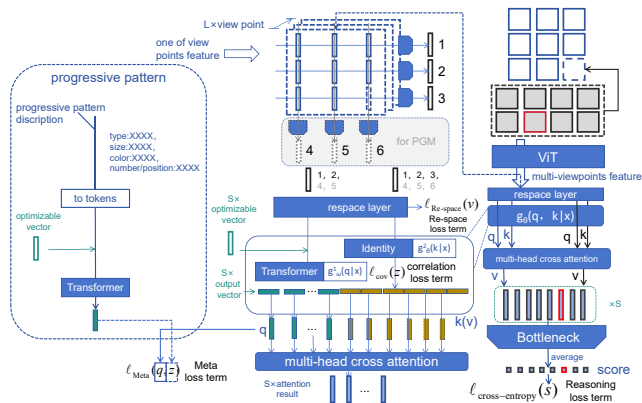 progressive pattern
progressive pattern
discription
type:XXXX,
size:XXXX,
color:XXXX,
number/position:XXXX
to tokens
optimizable
vector
Transformer
ℓMeta(q,z)
Meta
loss term
L×view point
one of view
points feature
1
2
3
for PGM
4
5
6
1, 2,
4, 5
1, 2, 3,
4, 5, 6
respace layer
ℓRe-space(v)
Re-space
loss term
S×
optimizable
vector
Identity
g²θ(k|x)
Transformer
g¹ω(q|x)
ℓcov(z)
correlation
loss term
S×
output
vector
...
q
...
k(v)
multi-head cross attention
S×attention
result
...
ViT
multi-viewpoints feature
respace layer
gθ(q, k|x)
q
k
q
k
multi-head cross attention
v
v
×S
Bottleneck
average
score
ℓcross-entropy(s)
Reasoning
loss term